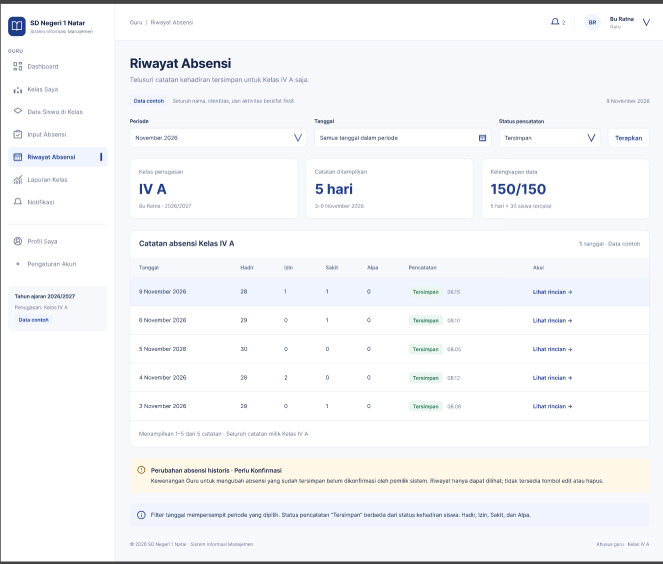 SD Negeri 1 Natar
Sistem Informasi Manajemen
Guru / Riwayat Absensi
2
BR
Bu Ratna
Guru
GURU
Dashboard
Kelas Saya
Data Siswa di Kelas
Input Absensi
Riwayat Absensi
Laporan Kelas
Notifikasi
Profil Saya
Pengaturan Akun
Tahun ajaran 2026/2027
Penugasan: Kelas IV A
Data contoh
Riwayat Absensi
Telusuri catatan kehadiran tersimpan untuk Kelas IV A saja.
Data contoh Seluruh nama, identitas, dan aktivitas bersifat fiktif.
9 November 2026
Periode
Tanggal
Status pencatatan
November 2026
Semua tanggal dalam periode
Tersimpan
Terapkan
Kelas penugasan
IV A
Bu Ratna · 2026/2027
Catatan ditampilkan
5 hari
3–9 November 2026
Kelengkapan data
150/150
5 hari × 30 siswa tercatat
Catatan absensi Kelas IV A
5 tanggal · Data contoh
Tanggal Hadir Izin Sakit Alpa Pencatatan Aksi
9 November 2026 28 1 1 0 Tersimpan 08.15 Lihat rincian →
6 November 2026 29 0 1 0 Tersimpan 08.10 Lihat rincian →
5 November 2026 30 0 0 0 Tersimpan 08.05 Lihat rincian →
4 November 2026 28 2 0 0 Tersimpan 08.12 Lihat rincian →
3 November 2026 29 0 1 0 Tersimpan 08.08 Lihat rincian →
Menampilkan 1–5 dari 5 catatan · Seluruh catatan milik Kelas IV A
Perubahan absensi historis · Perlu Konfirmasi
Kewenangan Guru untuk mengubah absensi yang sudah tersimpan belum dikonfirmasi oleh pemilik sistem. Riwayat hanya dapat dilihat; tidak tersedia tombol edit atau hapus.
Filter tanggal mempersempit periode yang dipilih. Status pencatatan "Tersimpan" berbeda dari status kehadiran siswa: Hadir, Izin, Sakit, dan Alpa.
© 2026 SD Negeri 1 Natar · Sistem Informasi Manajemen
Khusus guru · Kelas IV A